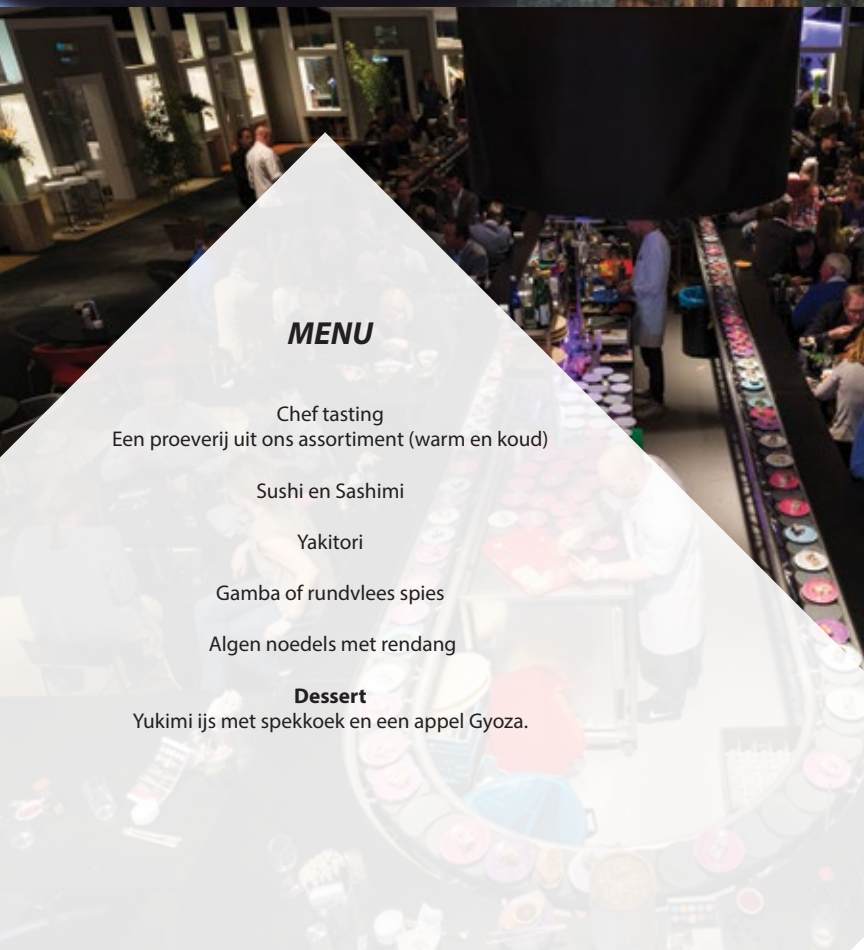 MENU
Chef tasting
Een proeverij uit ons assortiment (warm en koud)
Sushi en Sashimi
Yakitori
Gamba of rundvlees spies
Algen noedels met rendang
Dessert
Yukimi ijs met spekkoek en een appel Gyoza.